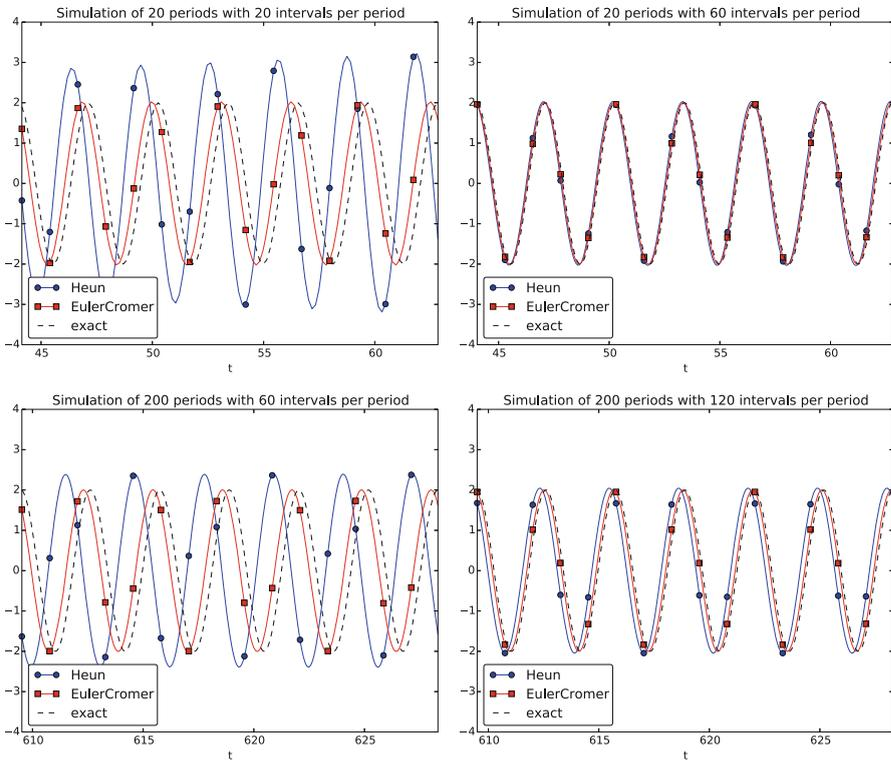 Simulation of 20 periods with 20 intervals per period
4
3
2
1
0
−1
−2
−3
−4
Heun
EulerCromer
exact
45
50
55
60
t
Simulation of 20 periods with 60 intervals per period
4
3
2
1
0
−1
−2
−3
−4
Heun
EulerCromer
exact
45
50
55
60
t
Simulation of 200 periods with 60 intervals per period
4
3
2
1
0
−1
−2
−3
−4
Heun
EulerCromer
exact
610
615
620
625
t
Simulation of 200 periods with 120 intervals per period
4
3
2
1
0
−1
−2
−3
−4
Heun
EulerCromer
exact
610
615
620
625
t